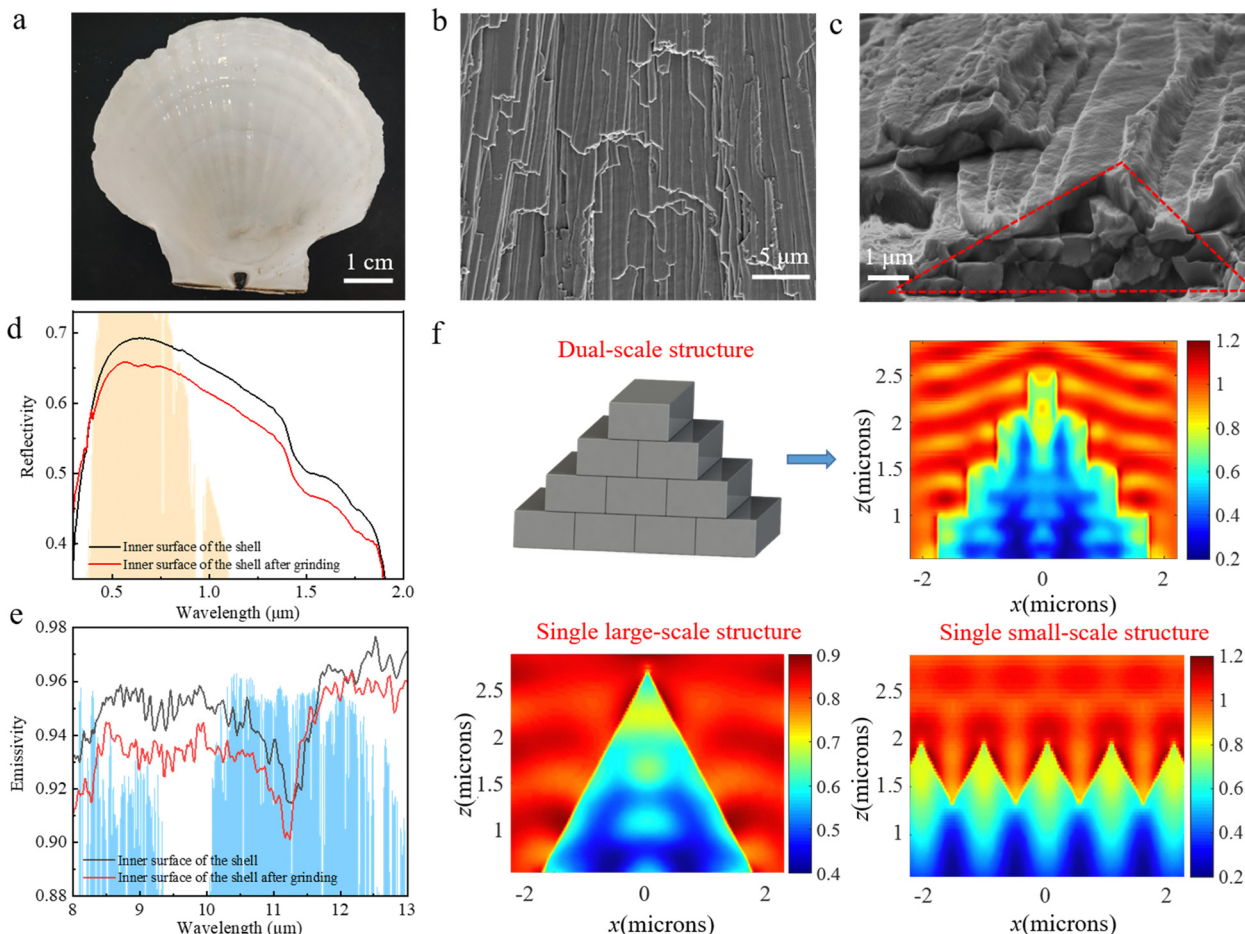 a
b
c
1 cm
5 μm
1 μm
d
0.7
0.6
0.5
0.4
Reflectivity
Inner surface of the shell
Inner surface of the shell after grinding
0.5
1.0
1.5
2.0
Wavelength (μm)
e
0.98
0.96
0.94
0.92
0.90
0.88
Emissivity
Inner surface of the shell
Inner surface of the shell after grinding
8
9
10
11
12
13
Wavelength (μm)
f
Dual-scale structure
2.5
2
1.5
1
z(microns)
-2
0
2
x(microns)
1.2
1
0.8
0.6
0.4
0.2
Single large-scale structure
2.5
2
1.5
1
z(microns)
-2
0
2
x(microns)
0.9
0.8
0.7
0.6
0.5
0.4
Single small-scale structure
2.5
2
1.5
1
z(microns)
-2
0
2
x(microns)
1.2
1
0.8
0.6
0.4
0.2